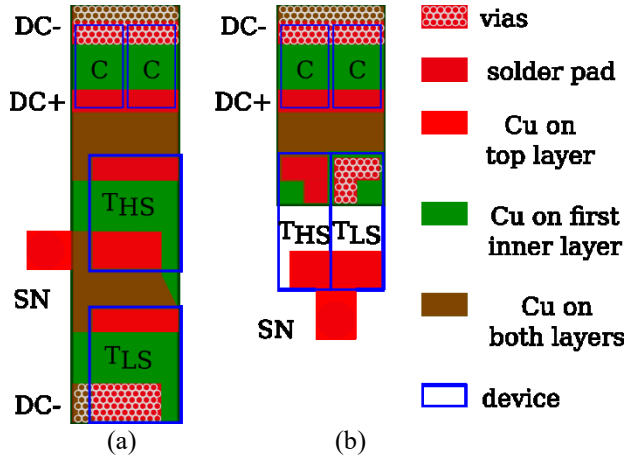 DC-
C C
DC+
THS
SN
TLS
DC-
(a)
DC-
C C
DC+
THS TLS
SN
(b)
vias
solder pad
Cu on
top layer
Cu on first
inner layer
Cu on
both layers
device